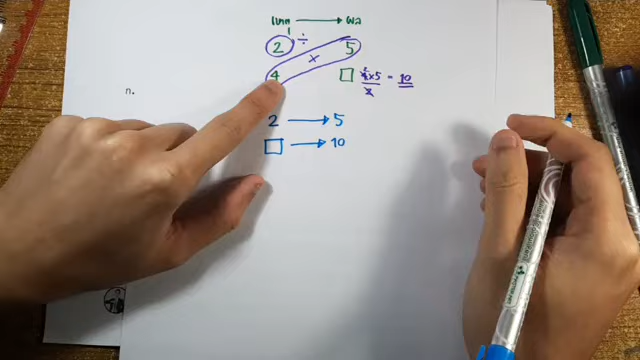 เหตุ → ผล
2 ÷ 5
4 × □ 4×5/2 = 10
n.
2 → 5
□ → 10